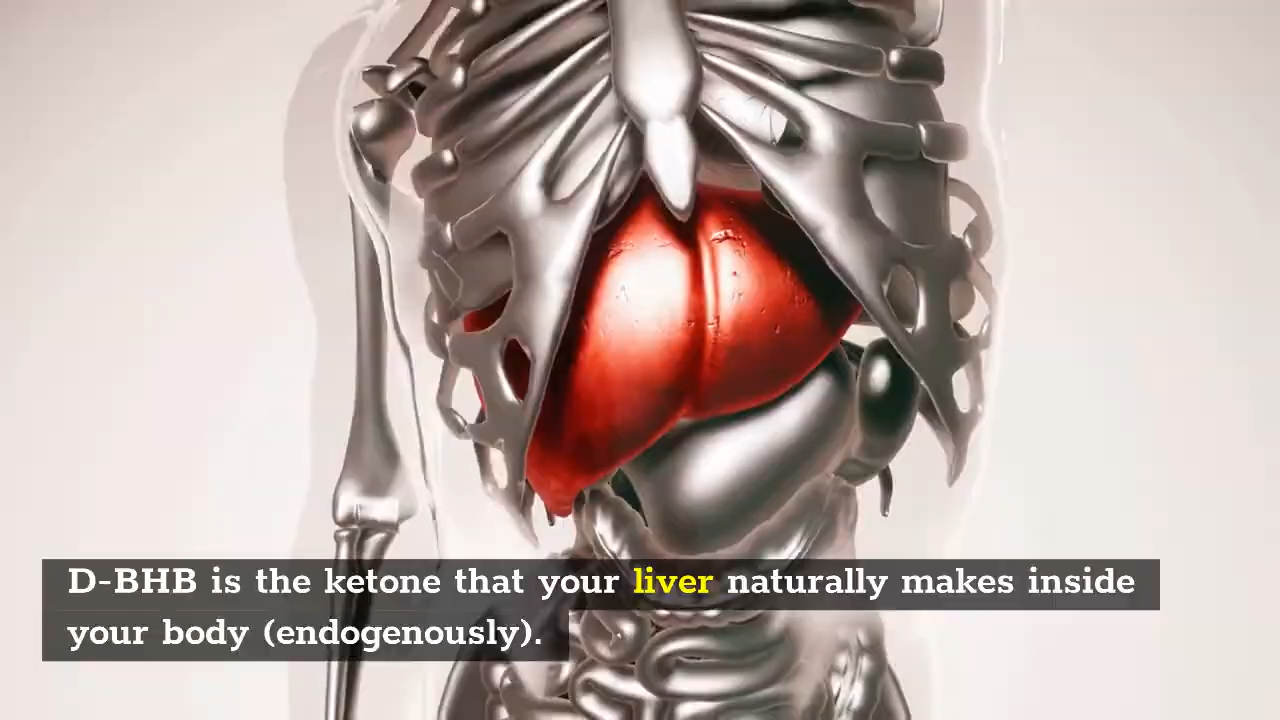 D-BHB is the ketone that your liver naturally makes inside
your body (endogenously).